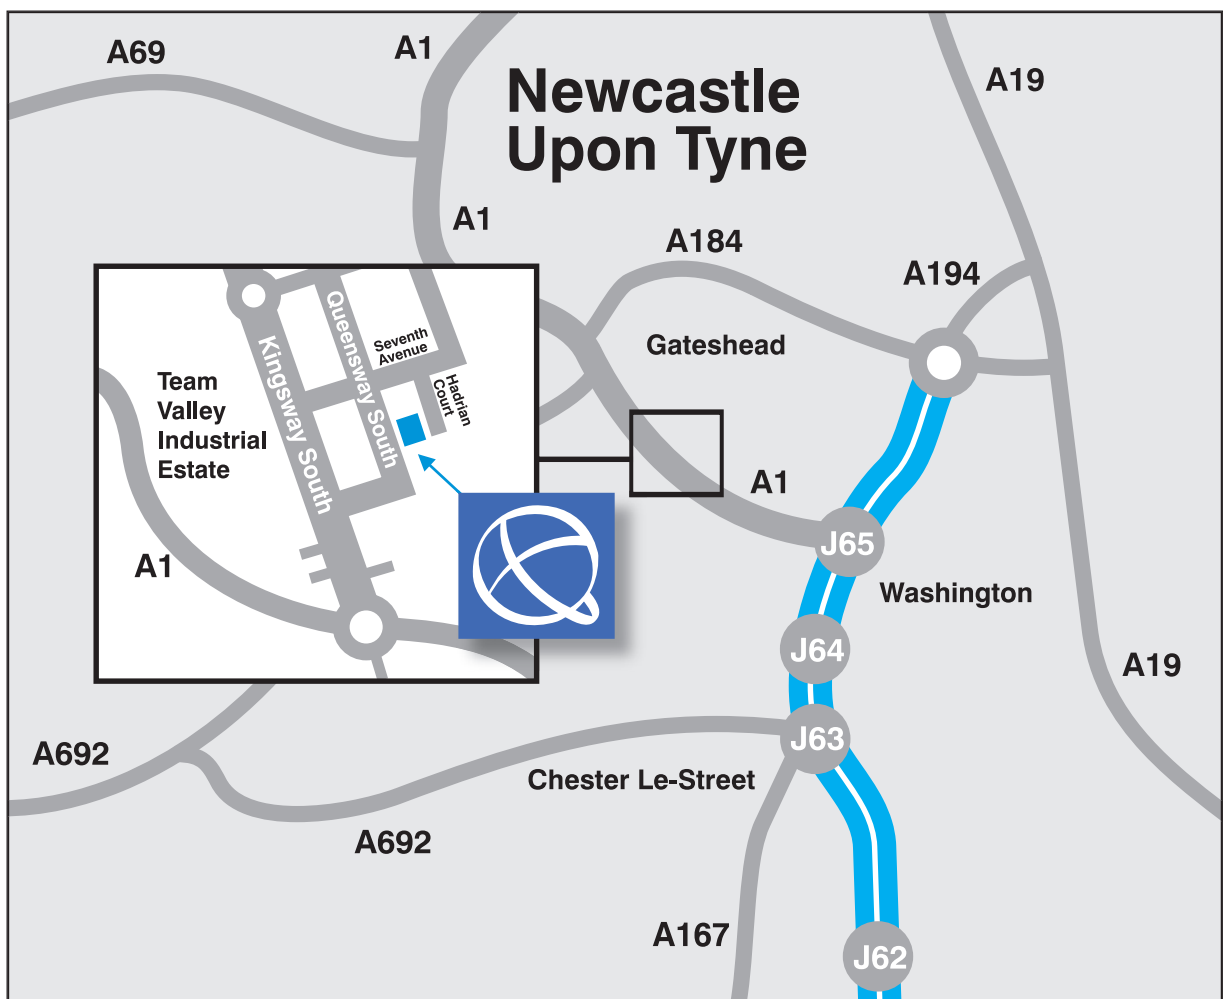 A69
A1
Newcastle
Upon Tyne
A19
A1
A184
A194
Gateshead
Team
Valley
Industrial
Estate
Kingsway South
Queensway South
Seventh
Avenue
Hadrian
Court
A1
A1
J65
Washington
J64
J63
A19
A692
Chester Le-Street
A692
A167
J62